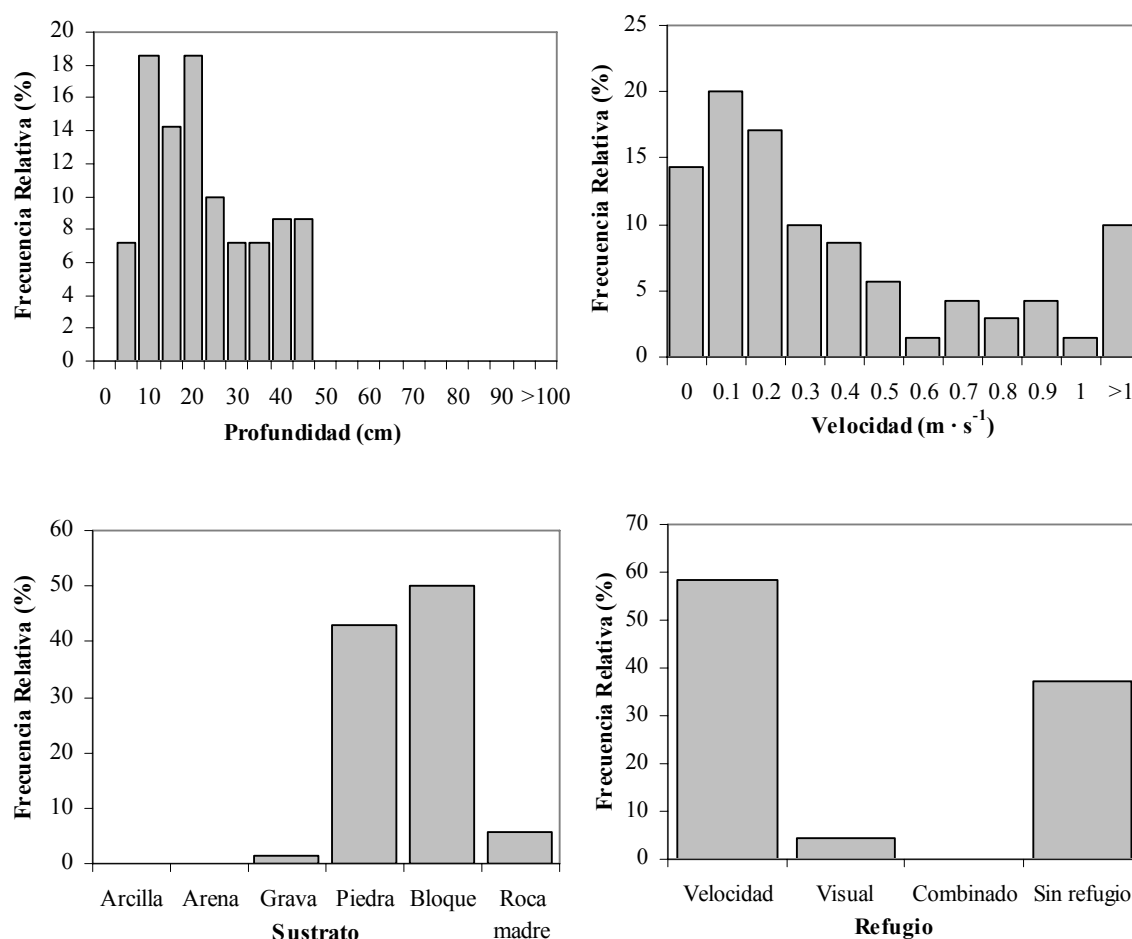 Frecuencia Relativa (%)
20
18
16
14
12
10
8
6
4
2
0
0 10 20 30 40 50 60 70 80 90 >100
Profundidad (cm)
Frecuencia Relativa (%)
25
20
15
10
5
0
0 0.1 0.2 0.3 0.4 0.5 0.6 0.7 0.8 0.9 1 >1
Velocidad (m · s⁻¹)
Frecuencia Relativa (%)
60
50
40
30
20
10
0
Arcilla Arena Grava Piedra Bloque Roca madre
Sustrato
Frecuencia Relativa (%)
70
60
50
40
30
20
10
0
Velocidad Visual Combinado Sin refugio
Refugio